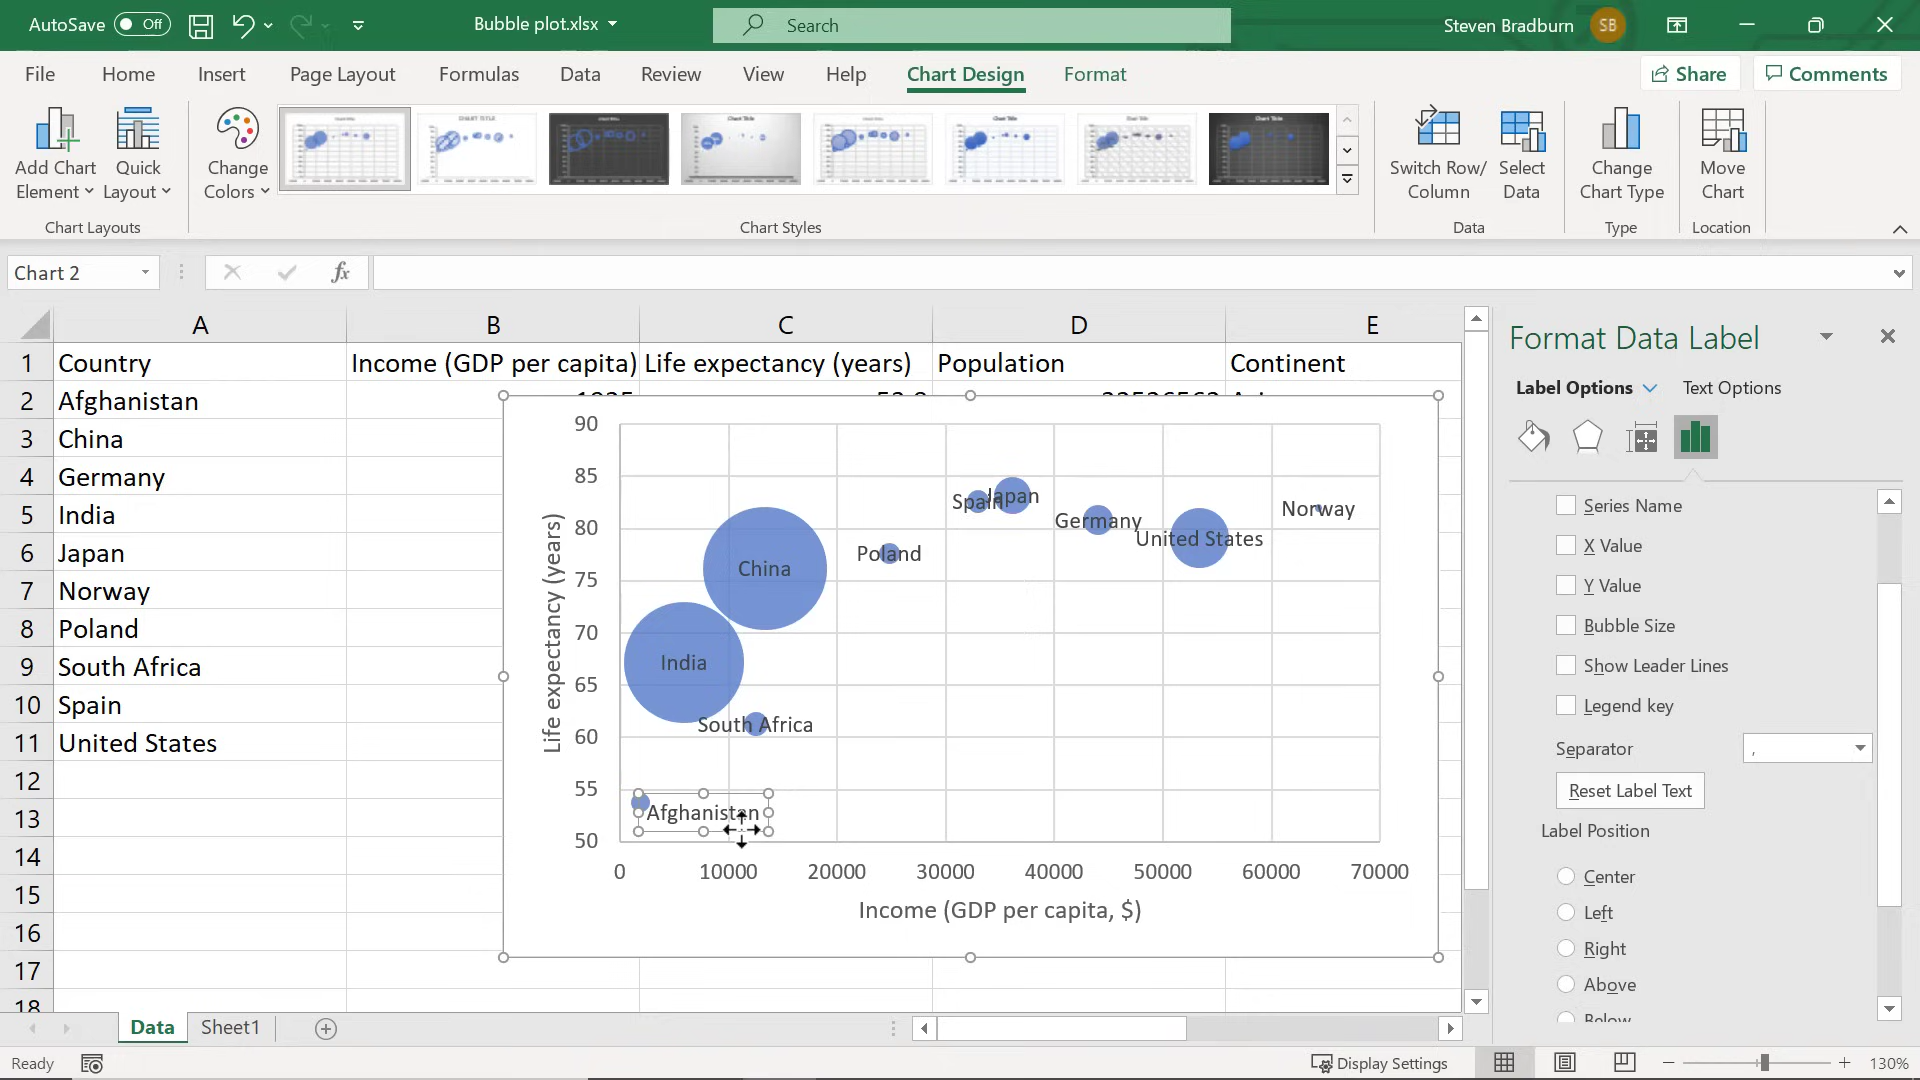 AutoSave Off Bubble plot.xlsx Search Steven Bradburn SB
File Home Insert Page Layout Formulas Data Review View Help Chart Design Format Share Comments
Add Chart Element
Quick Layout
Change Colors
Switch Row/ Column
Select Data
Change Chart Type
Move Chart
Chart Layouts Chart Styles Data Type Location
Chart 2 fx
A B C D E
1 Country Income (GDP per capita) Life expectancy (years) Population Continent
2 Afghanistan
3 China
4 Germany
5 India
6 Japan
7 Norway
8 Poland
9 South Africa
10 Spain
11 United States
12
13
14
15
16
17
18
90
85
80
75
70
65
60
55
50
Life expectancy (years)
Spain Japan
Norway
Germany
United States
Poland
China
India
South Africa
Afghanistan
0 10000 20000 30000 40000 50000 60000 70000
Income (GDP per capita, $)
Format Data Label
Label Options Text Options
Series Name
X Value
Y Value
Bubble Size
Show Leader Lines
Legend key
Separator ,
Reset Label Text
Label Position
Center
Left
Right
Above
Below
Data Sheet1
Ready Display Settings 130%